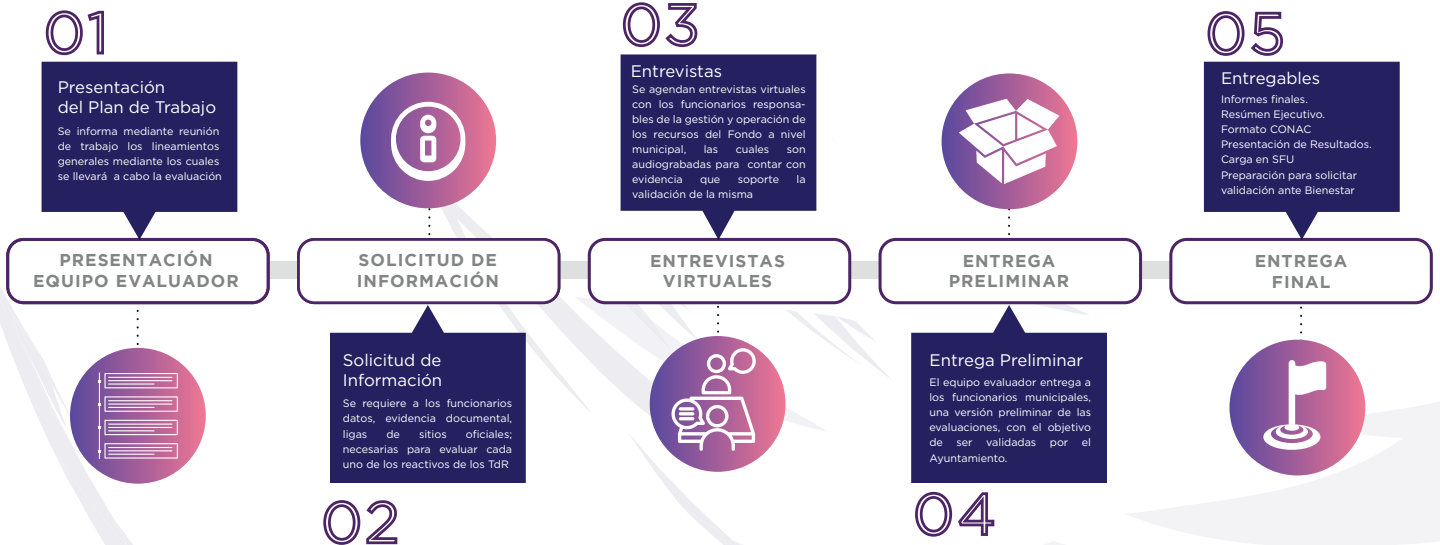 01
Presentación
del Plan de Trabajo
Se informa mediante reunión
de trabajo los lineamientos
generales mediante los cuales
se llevará a cabo la evaluación
PRESENTACIÓN
EQUIPO EVALUADOR
SOLICITUD DE
INFORMACIÓN
Solicitud de
Información
Se requiere a los funcionarios
datos, evidencia documental,
ligas de sitios oficiales;
necesarias para evaluar cada
uno de los reactivos de los TdR
02
03
Entrevistas
Se agendan entrevistas virtuales
con los funcionarios responsa-
bles de la gestión y operación de
los recursos del Fondo a nivel
municipal, las cuales son
audiograbadas para contar con
evidencia que soporte la
validación de la misma
ENTREVISTAS
VIRTUALES
ENTREGA
PRELIMINAR
Entrega Preliminar
El equipo evaluador entrega a
los funcionarios municipales,
una versión preliminar de las
evaluaciones, con el objetivo
de ser validadas por el
Ayuntamiento.
04
05
Entregables
Informes finales.
Resúmen Ejecutivo.
Formato CONAC
Presentación de Resultados.
Carga en SFU
Preparación para solicitar
validación ante Bienestar
ENTREGA
FINAL